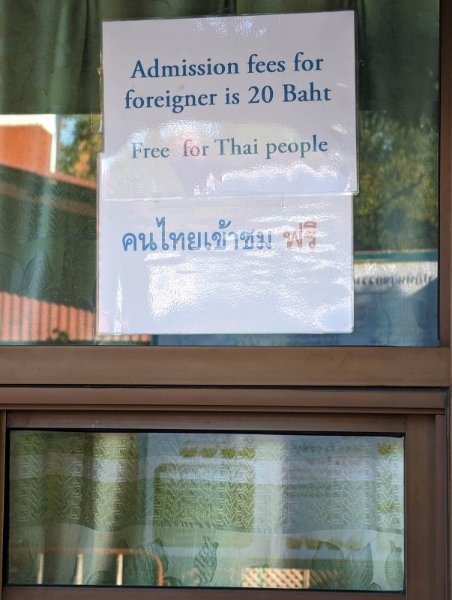 Admission fees for
foreigner is 20 Baht
Free for Thai people
คนไทยเข้าชม ฟรี